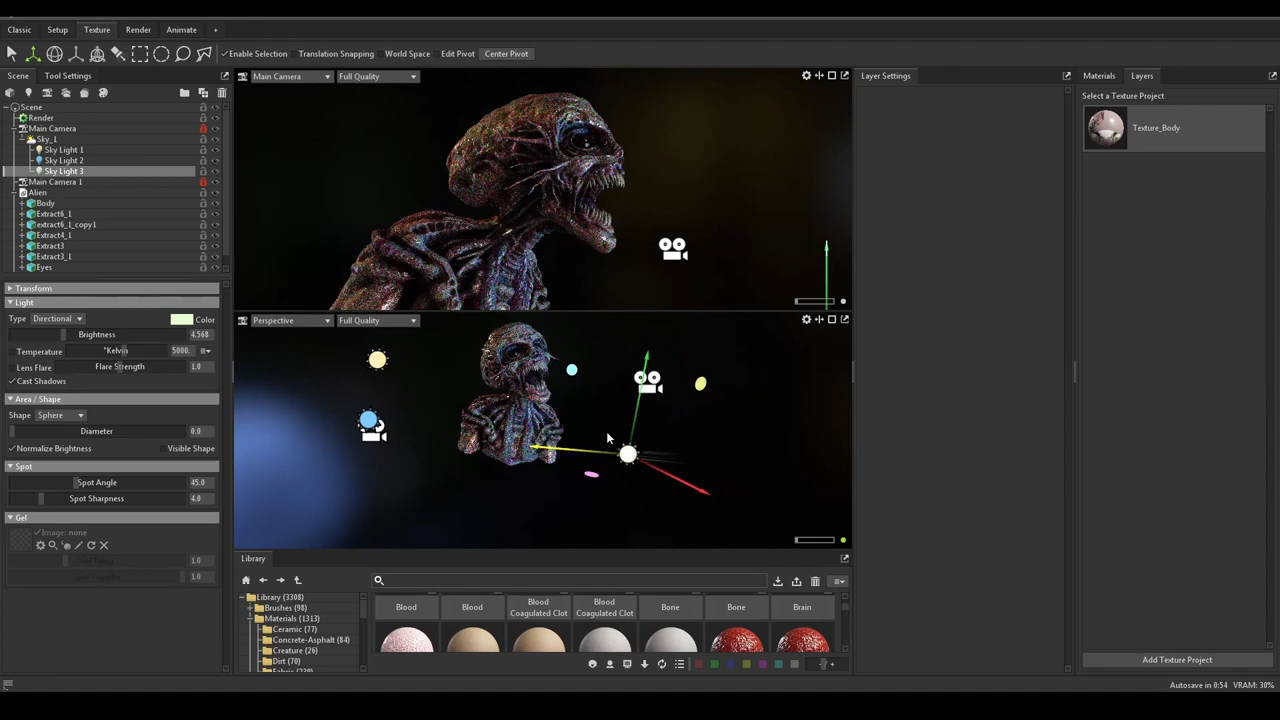 Classic Setup Texture Render Animate +
Enable Selection Translation Snapping World Space Edit Pivot Center Pivot
Scene Tool Settings
Scene
Render
Main Camera
Sky_1
Sky Light 1
Sky Light 2
Sky Light 3
Main Camera 1
Alien
Body
Extract6_1
extract6_1_copy1
Extract4_1
Extract3
Extract3_1
Eyes
Transform
Light
Type Directional Color
Brightness 4.568
Temperature °Kelvin 5000.
Lens Flare Flare Strength 1.0
Cast Shadows
Area / Shape
Shape Sphere
Diameter 0.0
Normalize Brightness Visible Shape
Spot
Spot Angle 45.0
Spot Sharpness 4.0
Gel
Image: none
1.0
1.0
Main Camera Full Quality
Perspective Full Quality
Library
Library (3308)
Brushes (98)
Materials (1313)
Ceramic (77)
Concrete-Asphalt (84)
Creature (26)
Dirt (70)
Blood Blood Blood Coagulated Clot Blood Coagulated Clot Bone Bone Brain
Layer Settings
Materials Layers
Select a Texture Project
Texture_Body
Add Texture Project
Autosave in 0:54 VRAM: 30%